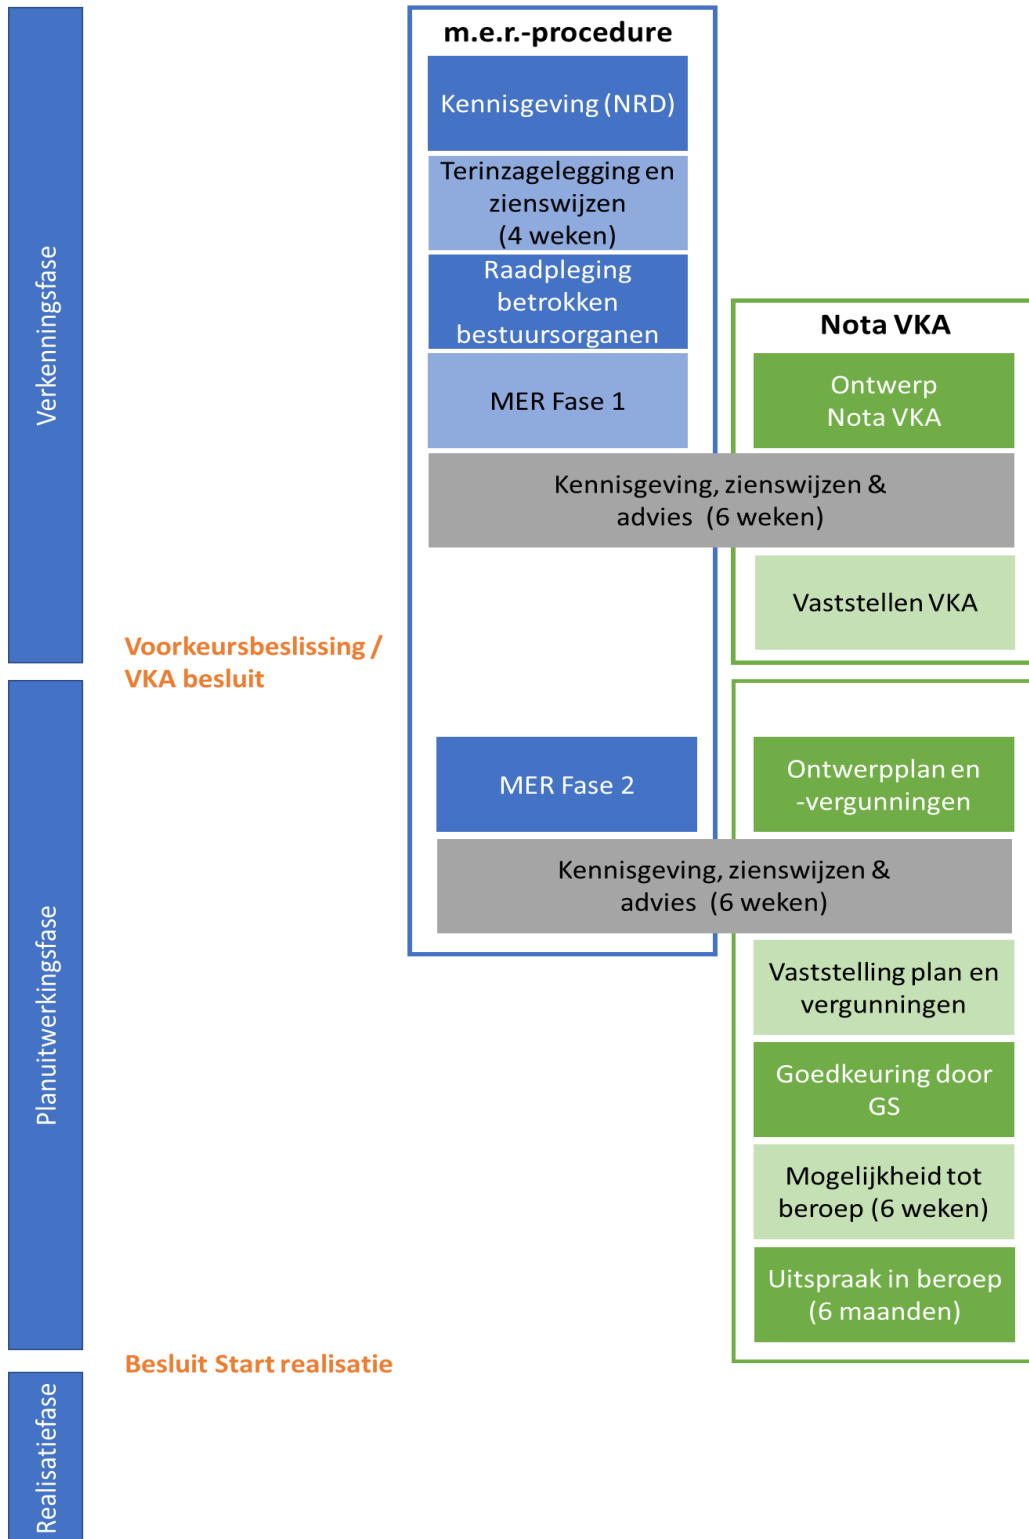 Verkenningsfase
m.e.r.-procedure
Kennisgeving (NRD)
Terinzagelegging en
zienswijzen
(4 weken)
Raadpleging
betrokken
bestuursorganen
MER Fase 1
Nota VKA
Ontwerp
Nota VKA
Kennisgeving, zienswijzen &
advies (6 weken)
Vaststellen VKA
Voorkeursbeslissing /
VKA besluit
Planuitwerkingsfase
MER Fase 2
Ontwerpplan en
-vergunningen
Kennisgeving, zienswijzen &
advies (6 weken)
Vaststelling plan en
vergunningen
Goedkeuring door
GS
Mogelijkheid tot
beroep (6 weken)
Uitspraak in beroep
(6 maanden)
Besluit Start realisatie
Realisatiefase